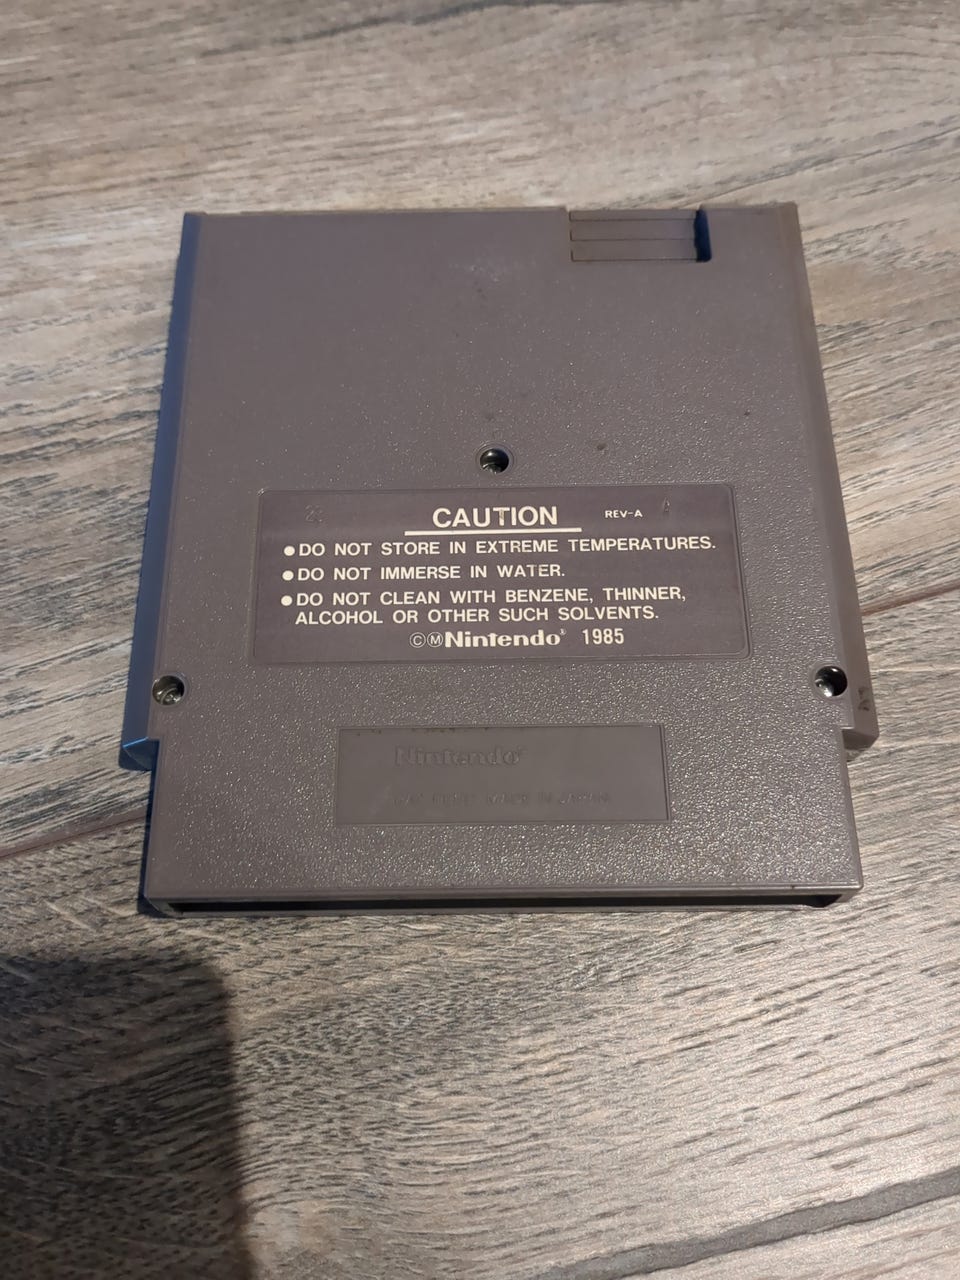 CAUTION REV-A
●DO NOT STORE IN EXTREME TEMPERATURES.
●DO NOT IMMERSE IN WATER.
●DO NOT CLEAN WITH BENZENE, THINNER,
ALCOHOL OR OTHER SUCH SOLVENTS.
©ⓂNintendo® 1985
Nintendo®
MADE IN JAPAN